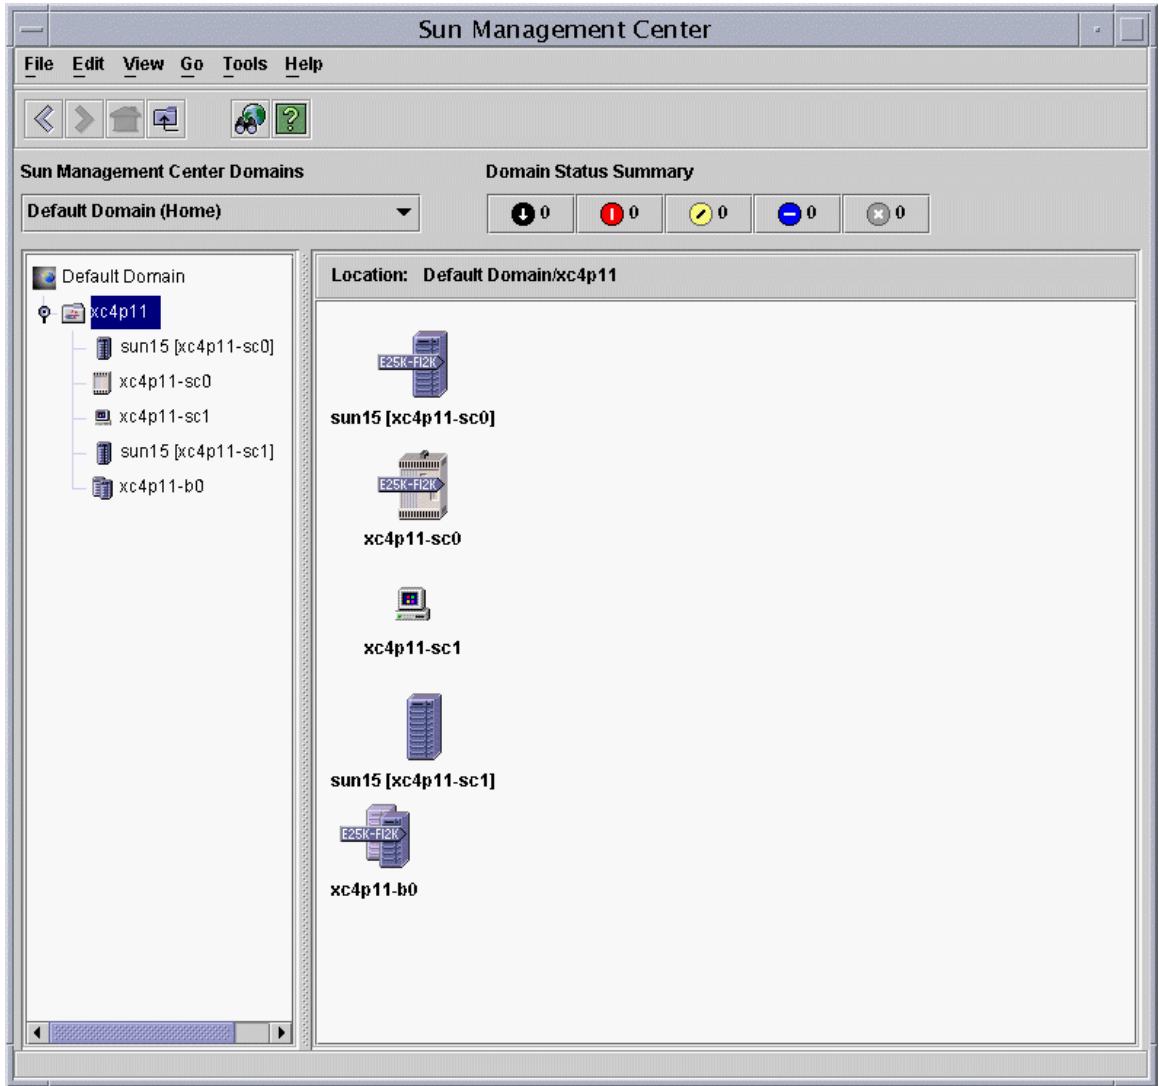 Sun Management Center
File Edit View Go Tools Help
Sun Management Center Domains
Domain Status Summary
Default Domain (Home)
0 0 0 0 0
Default Domain
xc4p11
sun15 [xc4p11-sc0]
xc4p11-sc0
xc4p11-sc1
sun15 [xc4p11-sc1]
xc4p11-b0
Location: Default Domain/xc4p11
E25K-FI2K
sun15 [xc4p11-sc0]
E25K-FI2K
xc4p11-sc0
xc4p11-sc1
sun15 [xc4p11-sc1]
E25K-FI2K
xc4p11-b0